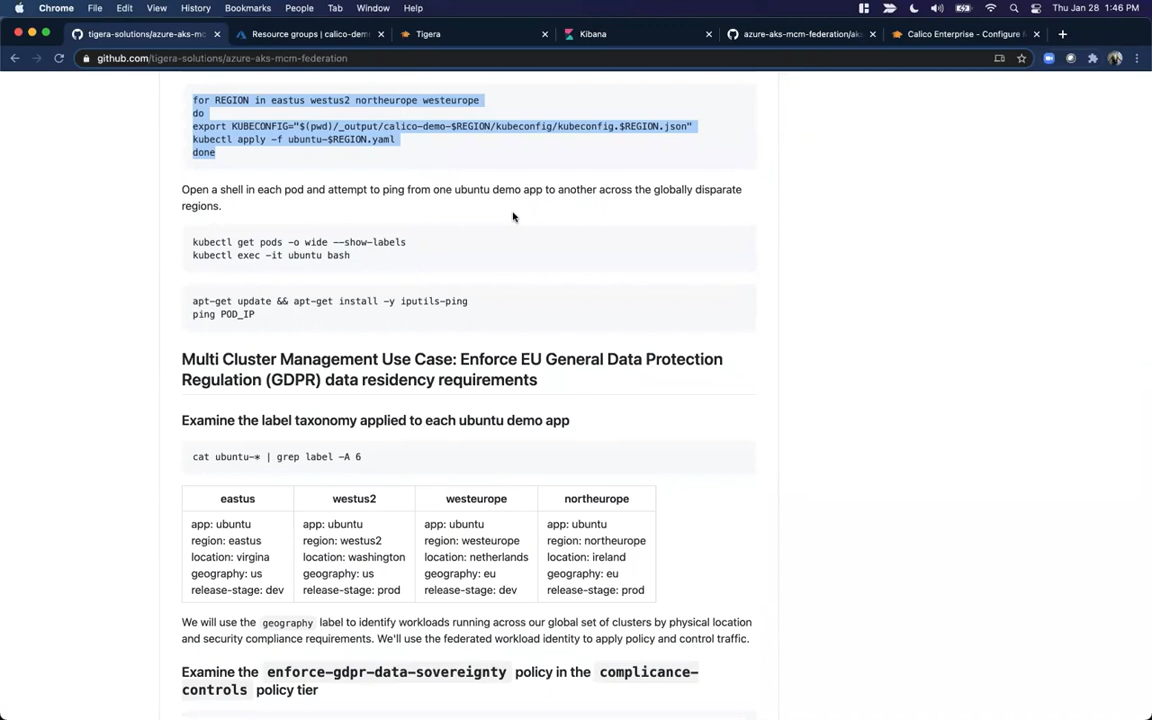 Chrome File Edit View History Bookmarks People Tab Window Help Thu Jan 28 1:46 PM
tigera-solutions/azure-aks-mcm Resource groups | calico-dem Tigera Kibana azure-aks-mcm-federation/ak Calico Enterprise - Configure
github.com/tigera-solutions/azure-aks-mcm-federation
for REGION in eastus westus2 northeurope westeurope
do
export KUBECONFIG="$(pwd)/_output/calico-demo-$REGION/kubeconfig/kubeconfig.$REGION.json"
kubectl apply -f ubuntu-$REGION.yaml
done
Open a shell in each pod and attempt to ping from one ubuntu demo app to another across the globally disparate
regions.
kubectl get pods -o wide --show-labels
kubectl exec -it ubuntu bash
apt-get update && apt-get install -y iputils-ping
ping POD_IP
Multi Cluster Management Use Case: Enforce EU General Data Protection
Regulation (GDPR) data residency requirements
Examine the label taxonomy applied to each ubuntu demo app
cat ubuntu-* | grep label -A 6
eastus westus2 westeurope northeurope
app: ubuntu app: ubuntu app: ubuntu app: ubuntu
region: eastus region: westus2 region: westeurope region: northeurope
location: virgina location: washington location: netherlands location: ireland
geography: us geography: us geography: eu geography: eu
release-stage: dev release-stage: prod release-stage: dev release-stage: prod
We will use the geography label to identify workloads running across our global set of clusters by physical location
and security compliance requirements. We'll use the federated workload identity to apply policy and control traffic.
Examine the enforce-gdpr-data-sovereignty policy in the complicance-
controls policy tier